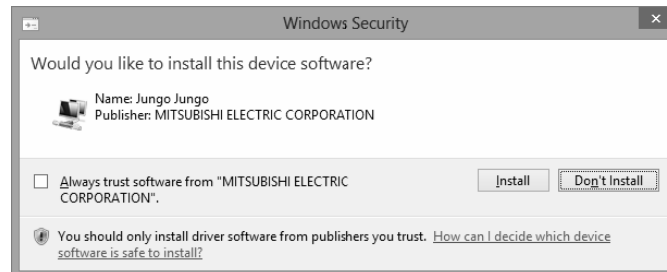 Windows Security
Would you like to install this device software?
Name: Jungo Jungo
Publisher: MITSUBISHI ELECTRIC CORPORATION
Always trust software from "MITSUBISHI ELECTRIC
CORPORATION".
Install
Don't Install
You should only install driver software from publishers you trust. How can I decide which device
software is safe to install?